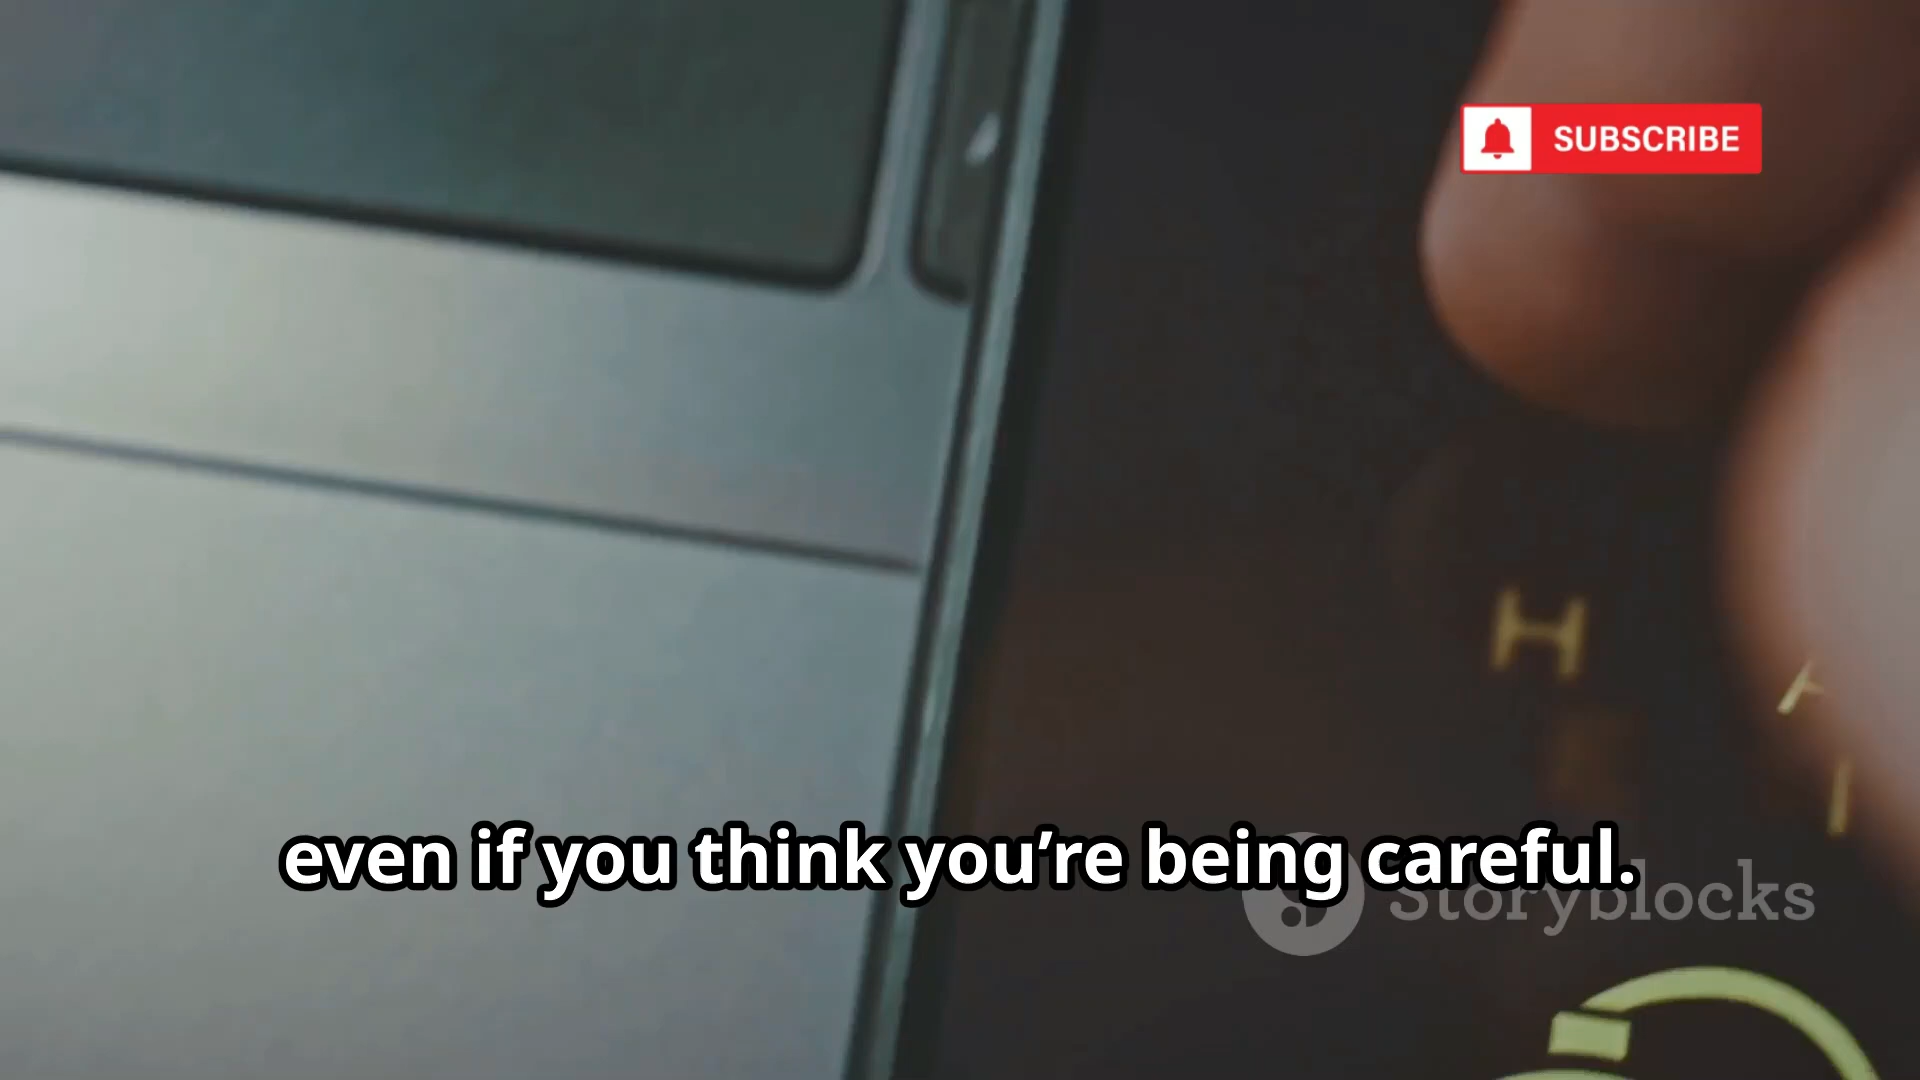 SUBSCRIBE
H
even if you think you’re being careful.
Storyblocks